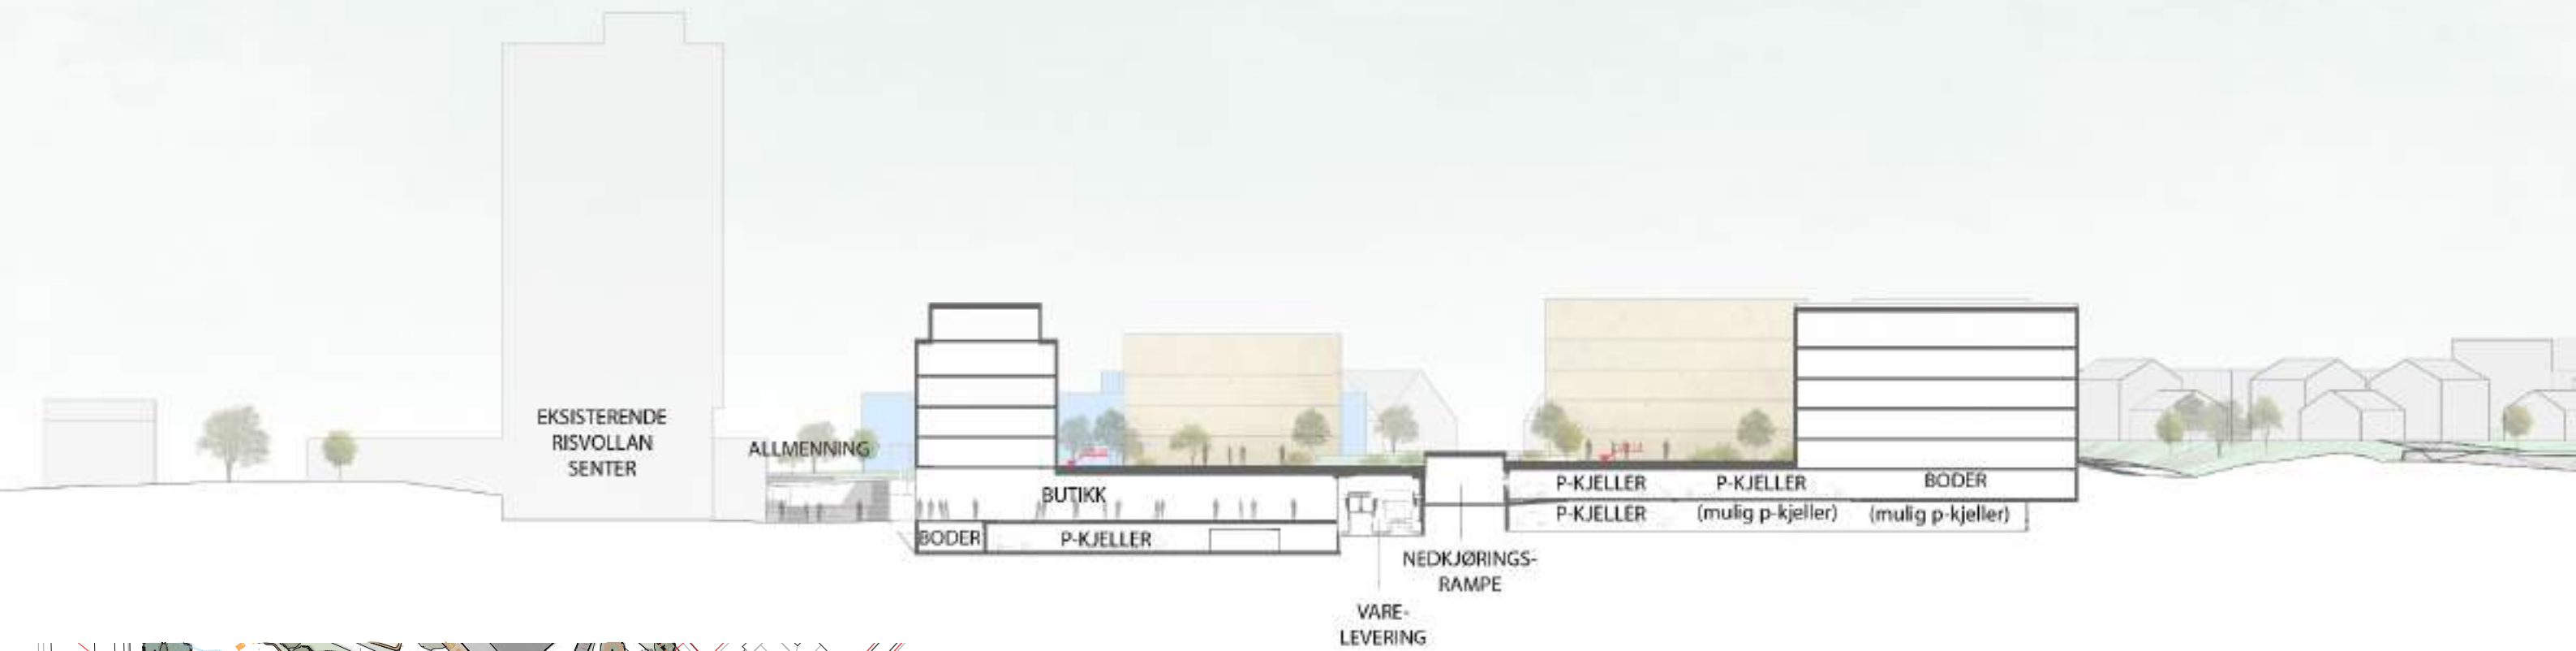 EKSISTERENDE
RISVOLLAN
SENTER
ALLMENNING
BUTIKK
BODER
P-KJELLER
VARE-
LEVERING
NEDKJØRINGS-
RAMPE
P-KJELLER
P-KJELLER
BODER
P-KJELLER
(mulig p-kjeller)
(mulig p-kjeller)